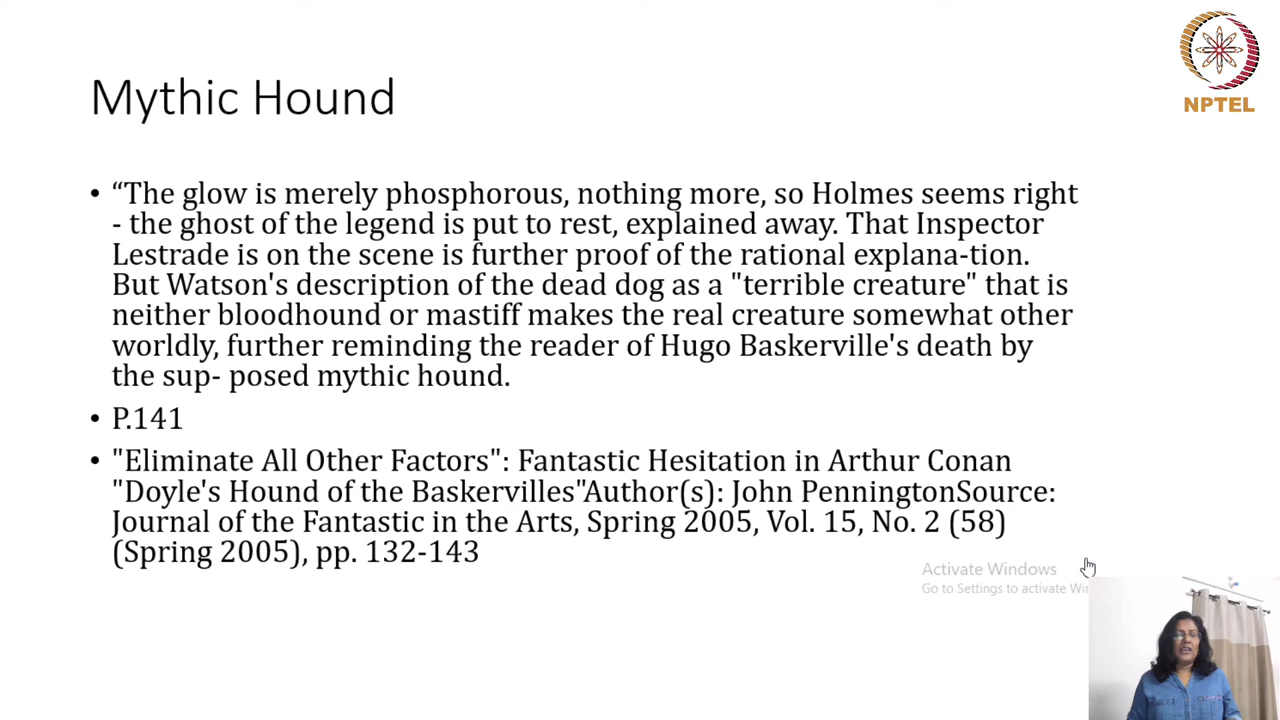 Mythic Hound
NPTEL
• “The glow is merely phosphorous, nothing more, so Holmes seems right
- the ghost of the legend is put to rest, explained away. That Inspector
Lestrade is on the scene is further proof of the rational explana-tion.
But Watson's description of the dead dog as a "terrible creature" that is
neither bloodhound or mastiff makes the real creature somewhat other
worldly, further reminding the reader of Hugo Baskerville's death by
the sup- posed mythic hound.
• P.141
• "Eliminate All Other Factors": Fantastic Hesitation in Arthur Conan
"Doyle's Hound of the Baskervilles"Author(s): John PenningtonSource:
Journal of the Fantastic in the Arts, Spring 2005, Vol. 15, No. 2 (58)
(Spring 2005), pp. 132-143
Activate Windows
Go to Settings to activate Wi